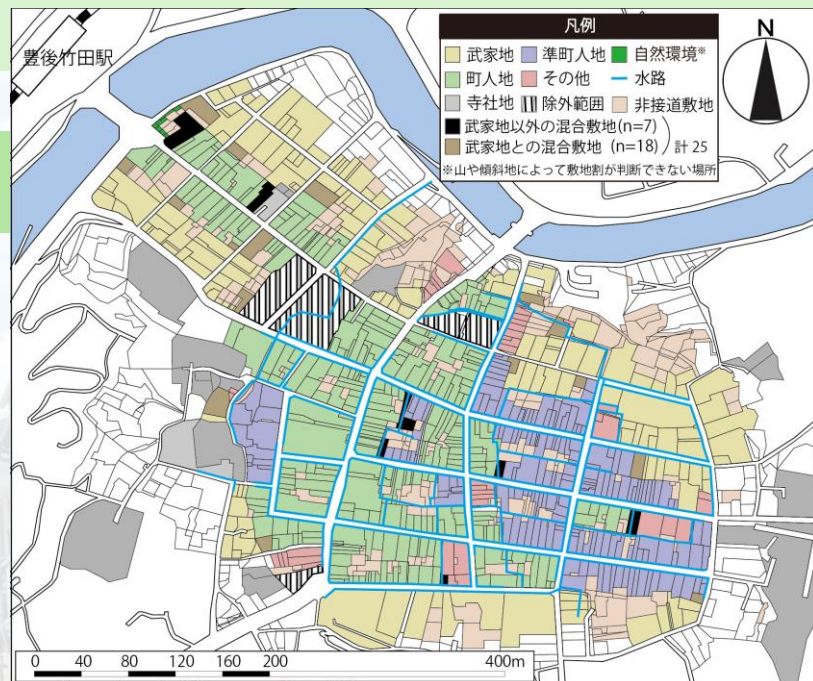 豊後竹田駅
凡例
武家地 準町人地 自然環境※
町人地 その他 水路
寺社地 除外範囲 非接道敷地
武家地以外の混合敷地(n=7)
武家地との混合敷地 (n=18) 計 25
※山や傾斜地によって敷地割が判断できない場所
N
0 40 80 120 160 200 400m